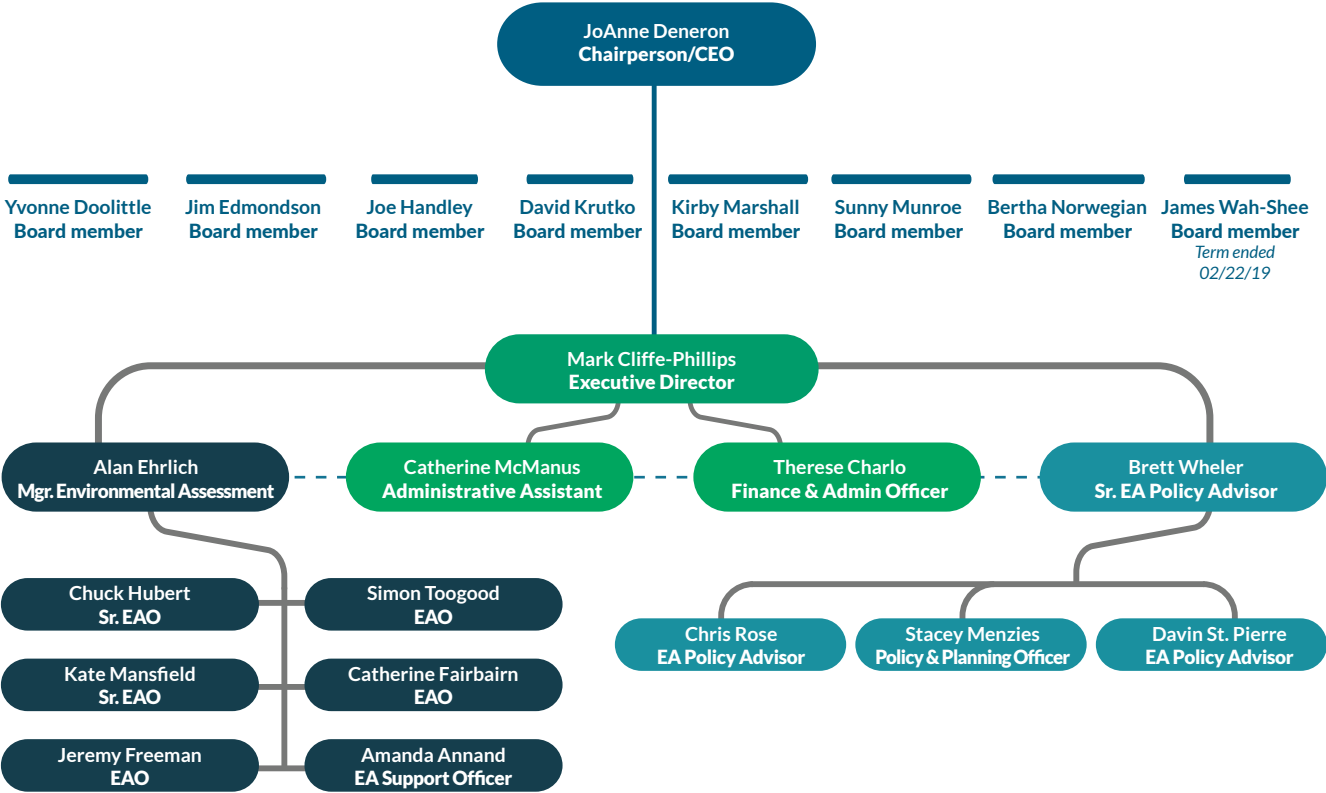 JoAnne Deneron
Chairperson/CEO
Yvonne Doolittle
Board member
Jim Edmondson
Board member
Joe Handley
Board member
David Krutko
Board member
Kirby Marshall
Board member
Sunny Munroe
Board member
Bertha Norwegian
Board member
James Wah-Shee
Board member
Term ended
02/22/19
Mark Cliffe-Phillips
Executive Director
Alan Ehrlich
Mgr. Environmental Assessment
Catherine McManus
Administrative Assistant
Therese Charlo
Finance & Admin Officer
Brett Wheler
Sr. EA Policy Advisor
Chuck Hubert
Sr. EAO
Simon Toogood
EAO
Kate Mansfield
Sr. EAO
Catherine Fairbairn
EAO
Jeremy Freeman
EAO
Amanda Annand
EA Support Officer
Chris Rose
EA Policy Advisor
Stacey Menzies
Policy & Planning Officer
Davin St. Pierre
EA Policy Advisor